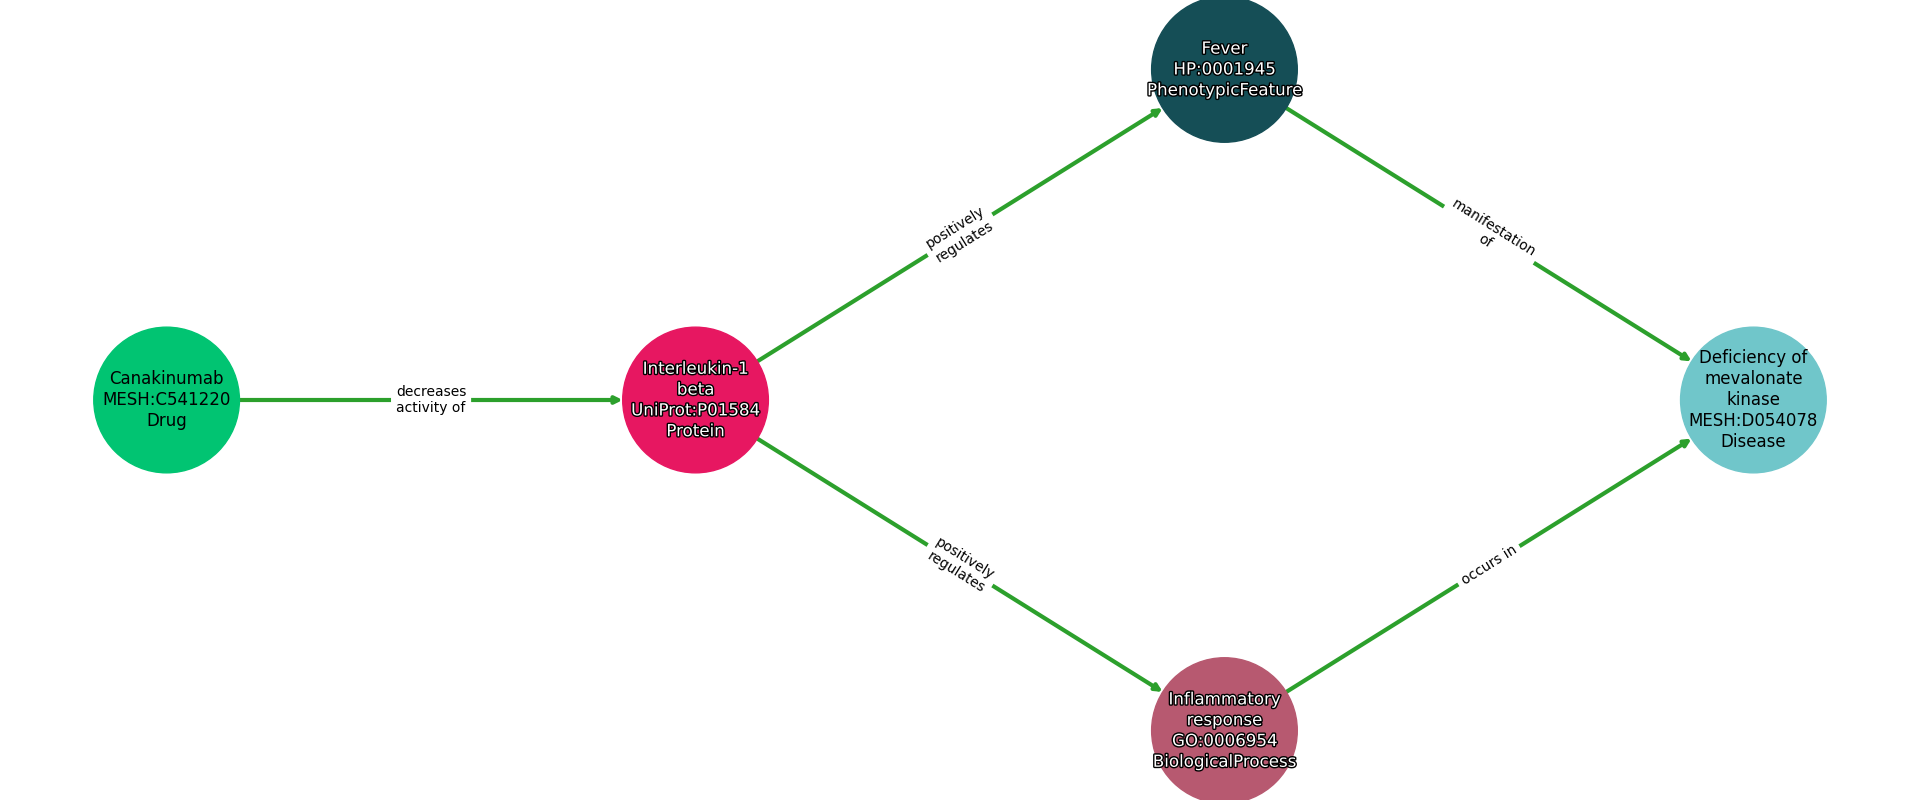 Fever
HP:0001945
PhenotypicFeature
positively
regulates
manifestation
of
Canakinumab
MESH:C541220
Drug
decreases
activity of
Interleukin-1
beta
UniProt:P01584
Protein
Deficiency of
mevalonate
kinase
MESH:D054078
Disease
positively
regulates
occurs in
Inflammatory
response
GO:0006954
BiologicalProcess